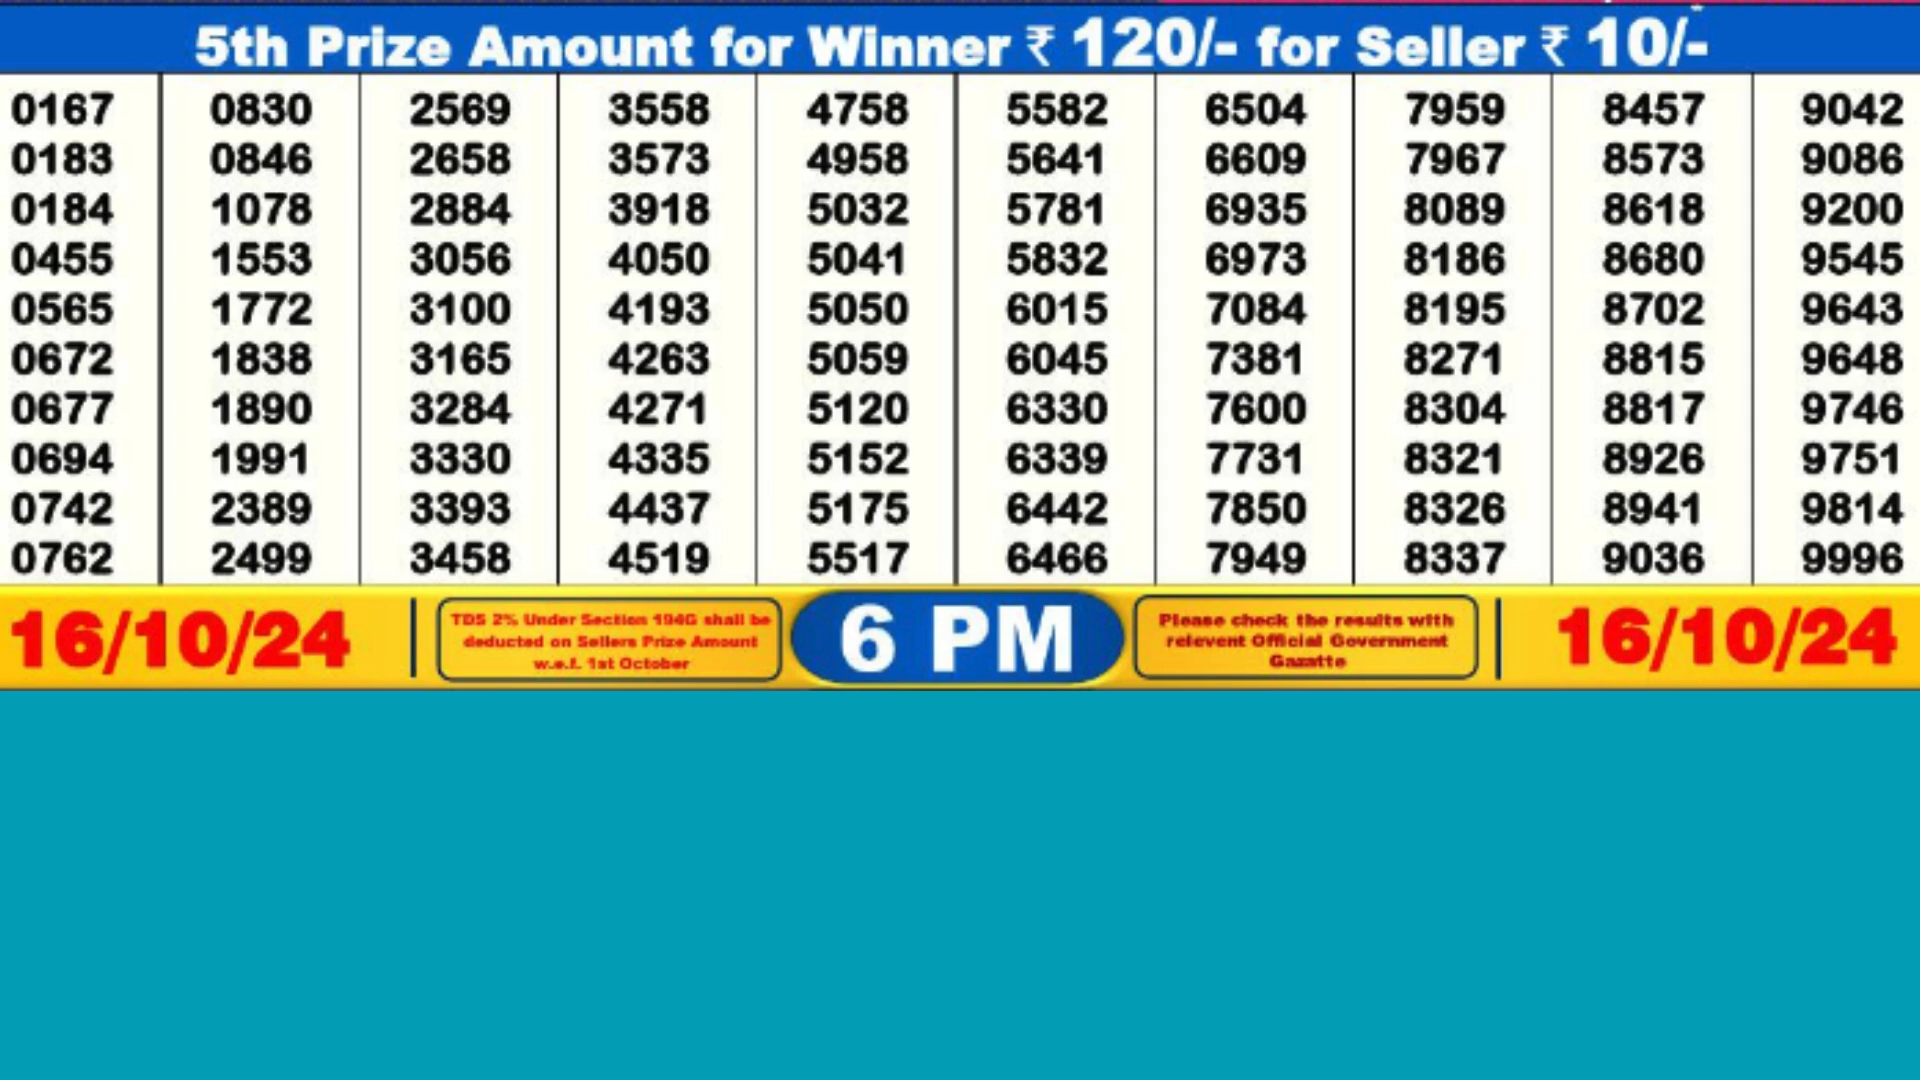 5th Prize Amount for Winner ₹ 120/- for Seller ₹ 10/-
0167 0830 2569 3558 4758 5582 6504 7959 8457 9042
0183 0846 2658 3573 4958 5641 6609 7967 8573 9086
0184 1078 2884 3918 5032 5781 6935 8089 8618 9200
0455 1553 3056 4050 5041 5832 6973 8186 8680 9545
0565 1772 3100 4193 5050 6015 7084 8195 8702 9643
0672 1838 3165 4263 5059 6045 7381 8271 8815 9648
0677 1890 3284 4271 5120 6330 7600 8304 8817 9746
0694 1991 3330 4335 5152 6339 7731 8321 8926 9751
0742 2389 3393 4437 5175 6442 7850 8326 8941 9814
0762 2499 3458 4519 5517 6466 7949 8337 9036 9996
16/10/24
TDS 2% Under Section 194G shall be
deducted on Sellers Prize Amount
w.e.f. 1st October
6 PM
Please check the results with
relevent Official Government
Gazatte
16/10/24